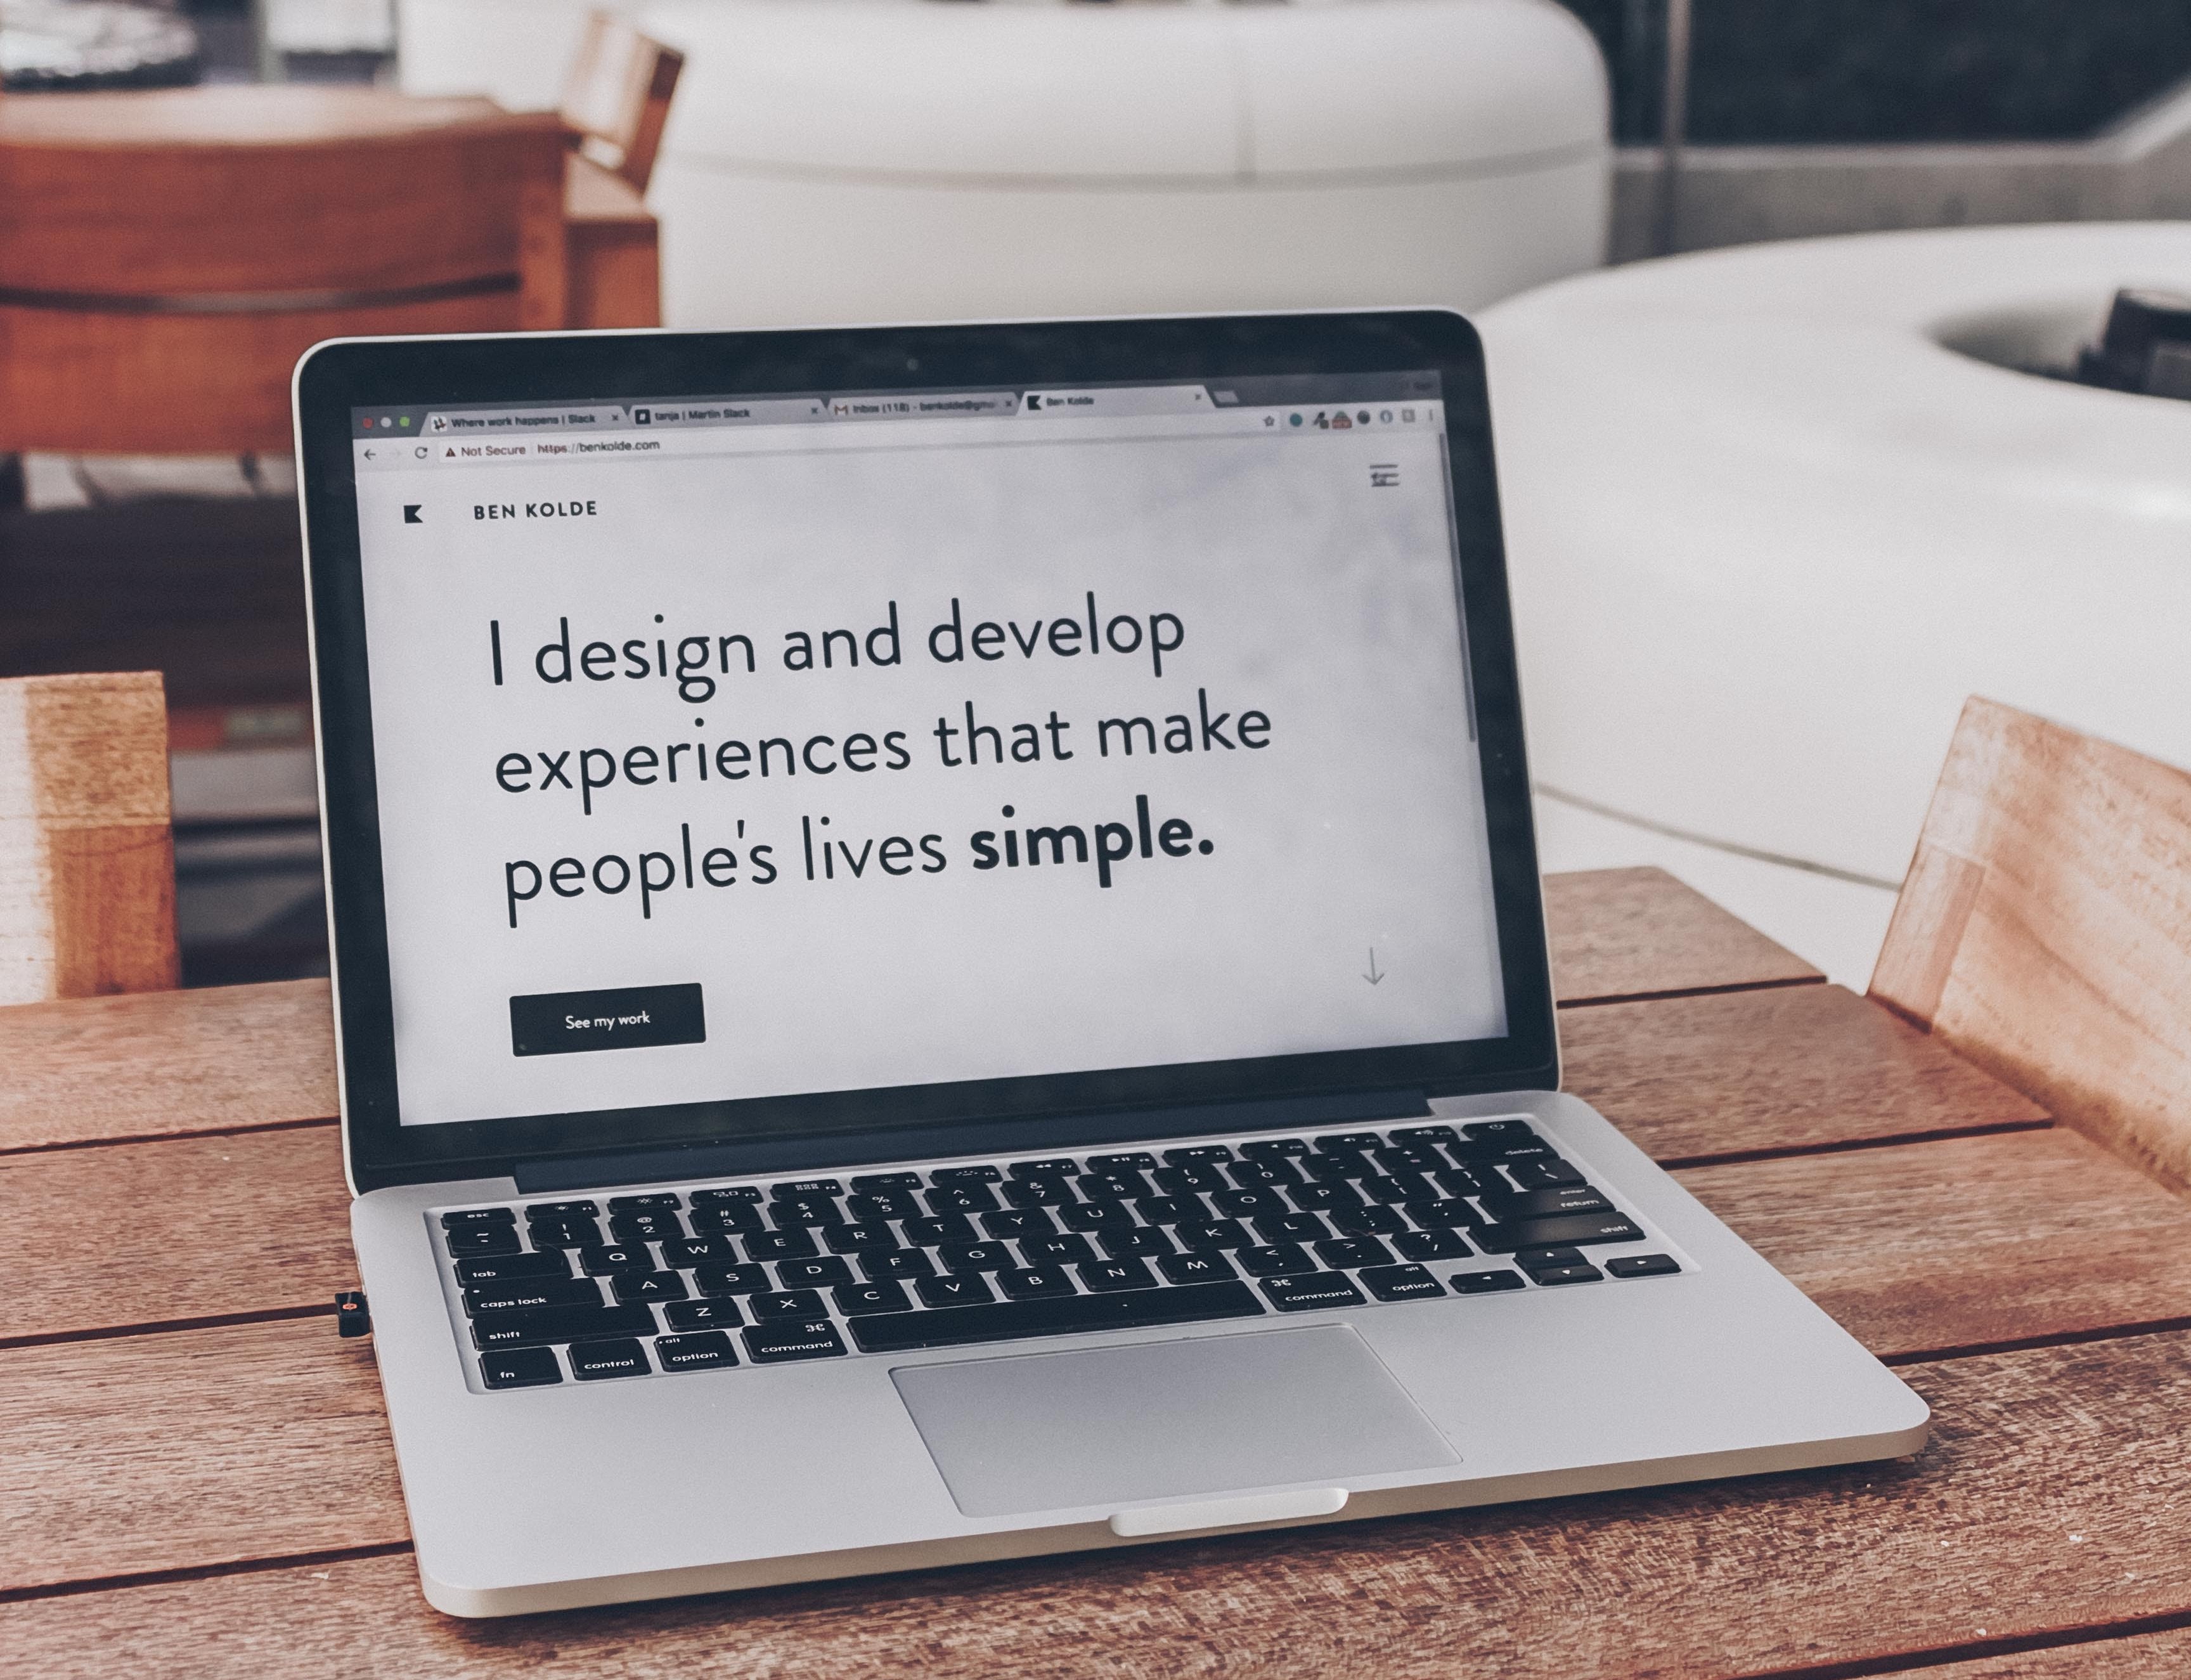 Where work happens | Slack
tanja | Martin Slack
Inbox (118) - benkolde@gmo
Ben Kolde
Not Secure
https://benkolde.com
BEN KOLDE
I design and develop
experiences that make
people's lives simple.
See my work
esc
~ ! 1 @ 2 # 3 $ 4 % 5 ^ 6 & 7 * 8 9 0 delete
tab Q W E R T Y U I O P
caps lock A S D F G H J K L enter return
shift Z X C V B N M < , > . ? / shift
fn control alt option ⌘ command ⌘ command alt option